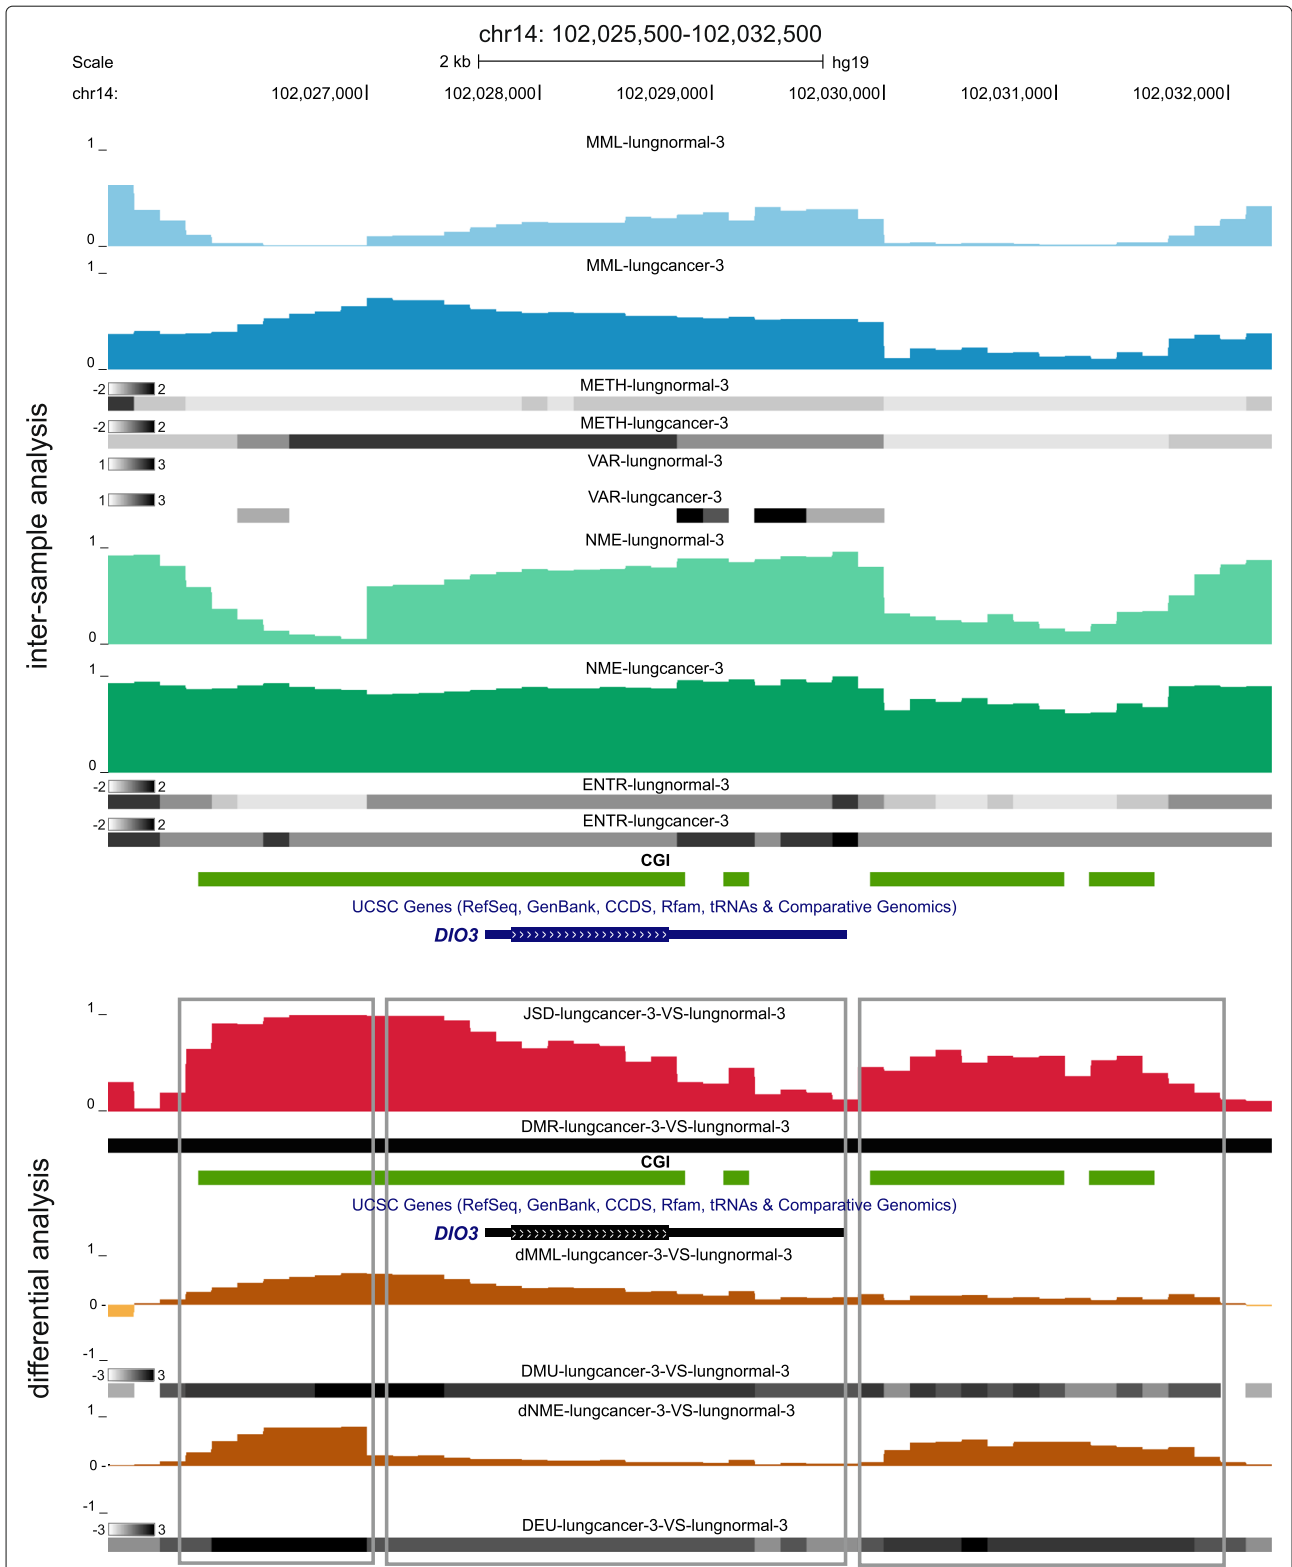 chr14: 102,025,500-102,032,500
Scale 2 kb hg19
chr14: 102,027,000 102,028,000 102,029,000 102,030,000 102,031,000 102,032,000
inter-sample analysis
MML-lungnormal-3
1
0
MML-lungcancer-3
1
0
METH-lungnormal-3
-2 2
METH-lungcancer-3
-2 2
VAR-lungnormal-3
1 3
VAR-lungcancer-3
1 3
NME-lungnormal-3
1
0
NME-lungcancer-3
1
0
ENTR-lungnormal-3
-2 2
ENTR-lungcancer-3
-2 2
CGI
UCSC Genes (RefSeq, GenBank, CCDS, Rfam, tRNAs & Comparative Genomics)
DIO3
differential analysis
JSD-lungcancer-3-VS-lungnormal-3
1
0
DMR-lungcancer-3-VS-lungnormal-3
CGI
UCSC Genes (RefSeq, GenBank, CCDS, Rfam, tRNAs & Comparative Genomics)
DIO3
dMML-lungcancer-3-VS-lungnormal-3
1
0
-1
DMU-lungcancer-3-VS-lungnormal-3
-3 3
dNME-lungcancer-3-VS-lungnormal-3
1
0
-1
DEU-lungcancer-3-VS-lungnormal-3
-3 3